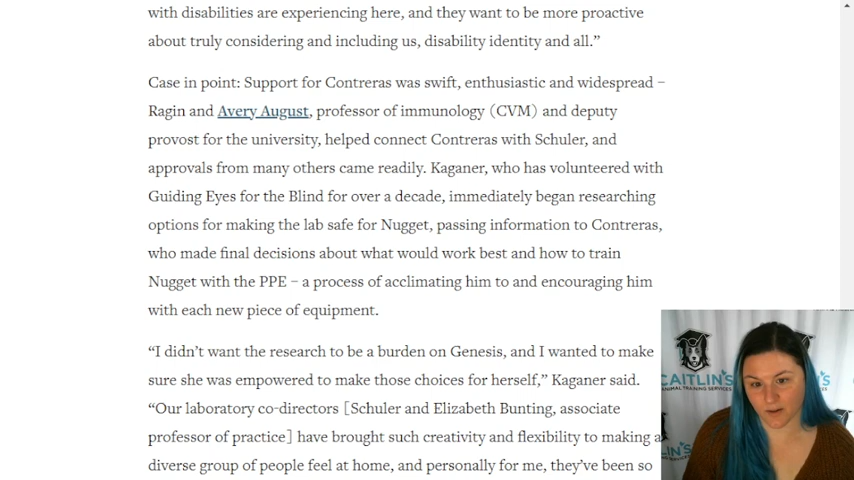 with disabilities are experiencing here, and they want to be more proactive
about truly considering and including us, disability identity and all.”
Case in point: Support for Contreras was swift, enthusiastic and widespread –
Ragin and Avery August, professor of immunology (CVM) and deputy
provost for the university, helped connect Contreras with Schuler, and
approvals from many others came readily. Kaganer, who has volunteered with
Guiding Eyes for the Blind for over a decade, immediately began researching
options for making the lab safe for Nugget, passing information to Contreras,
who made final decisions about what would work best and how to train
Nugget with the PPE – a process of acclimating him to and encouraging him
with each new piece of equipment.
“I didn’t want the research to be a burden on Genesis, and I wanted to make
sure she was empowered to make those choices for herself,” Kaganer said.
“Our laboratory co-directors [Schuler and Elizabeth Bunting, associate
professor of practice] have brought such creativity and flexibility to making a
diverse group of people feel at home, and personally for me, they’ve been so
CAITLIN'S
ANIMAL TRAINING SERVICES